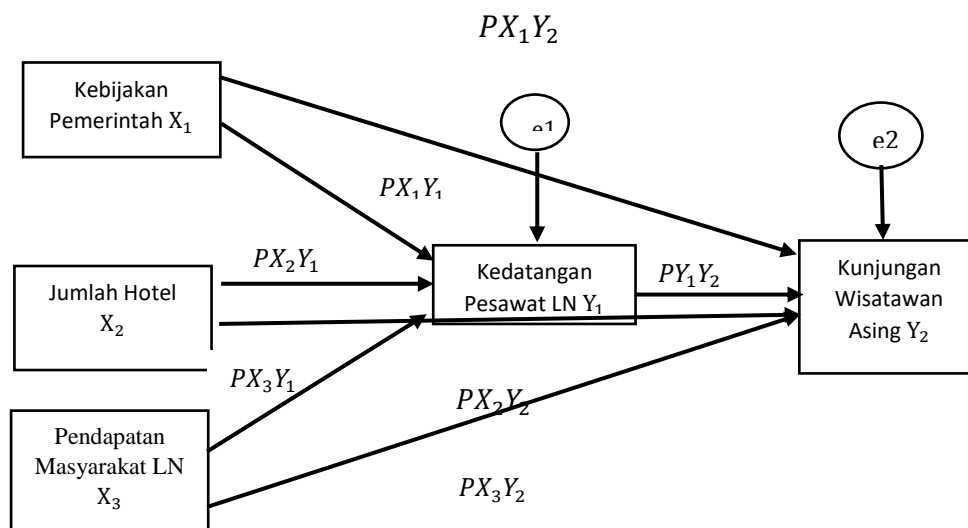 PX₁Y₂
Kebijakan
Pemerintah X₁
e1
e2
PX₁Y₁
PX₂Y₁
Kedatangan
Pesawat LN Y₁
PY₁Y₂
Kunjungan
Wisatawan
Asing Y₂
Jumlah Hotel
X₂
PX₃Y₁
PX₂Y₂
Pendapatan
Masyarakat LN
X₃
PX₃Y₂